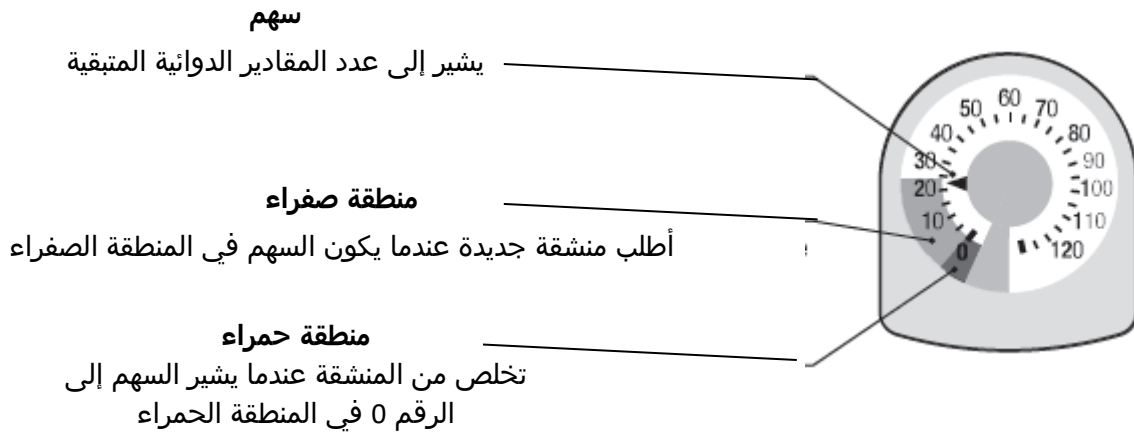 سهم
يشير إلى عدد المقادير الدوائية المتبقية
منطقة صفراء
أطلب منشقة جديدة عندما يكون السهم في المنطقة الصفراء
منطقة حمراء
تخلص من المنشقة عندما يشير السهم إلى
الرقم 0 في المنطقة الحمراء
0
10
20
30
40
50
60
70
80
90
100
110
120